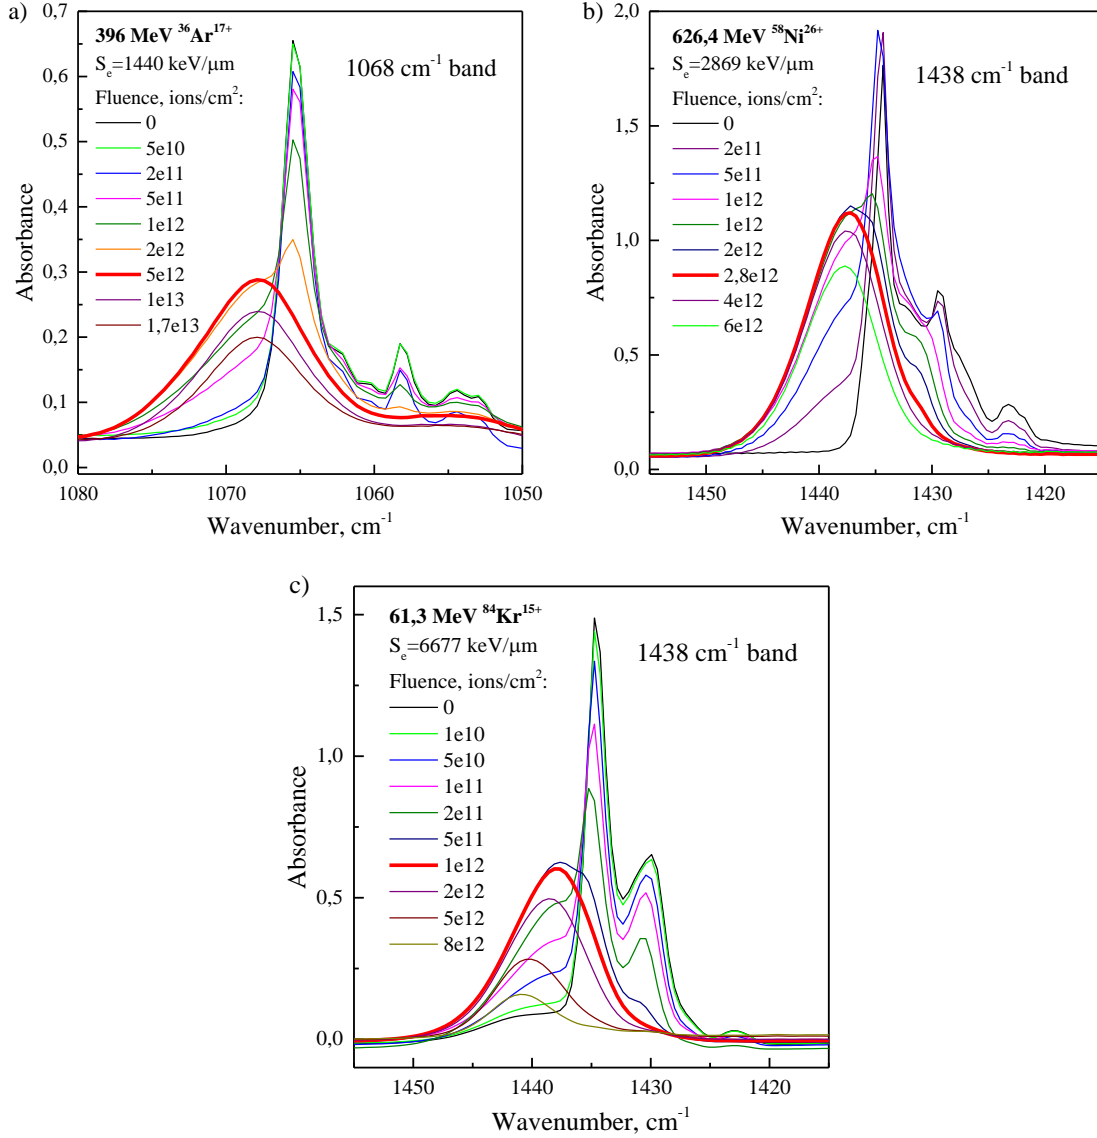 a)
396 MeV ³⁶Ar¹⁷⁺
Sₑ=1440 keV/μm
1068 cm⁻¹ band
Fluence, ions/cm²:
0
5e10
2e11
5e11
1e12
2e12
5e12
1e13
1,7e13
0,7
0,6
0,5
0,4
0,3
0,2
0,1
0,0
Absorbance
1080
1070
1060
1050
Wavenumber, cm⁻¹
b)
626,4 MeV ⁵⁸Ni²⁶⁺
Sₑ=2869 keV/μm
1438 cm⁻¹ band
Fluence, ions/cm²:
0
2e11
5e11
1e12
1e12
2e12
2,8e12
4e12
6e12
2,0
1,5
1,0
0,5
0,0
Absorbance
1450
1440
1430
1420
Wavenumber, cm⁻¹
c)
61,3 MeV ⁸⁴Kr¹⁵⁺
Sₑ=6677 keV/μm
1438 cm⁻¹ band
Fluence, ions/cm²:
0
1e10
5e10
1e11
2e11
5e11
1e12
2e12
5e12
8e12
1,5
1,0
0,5
0,0
Absorbance
1450
1440
1430
1420
Wavenumber, cm⁻¹